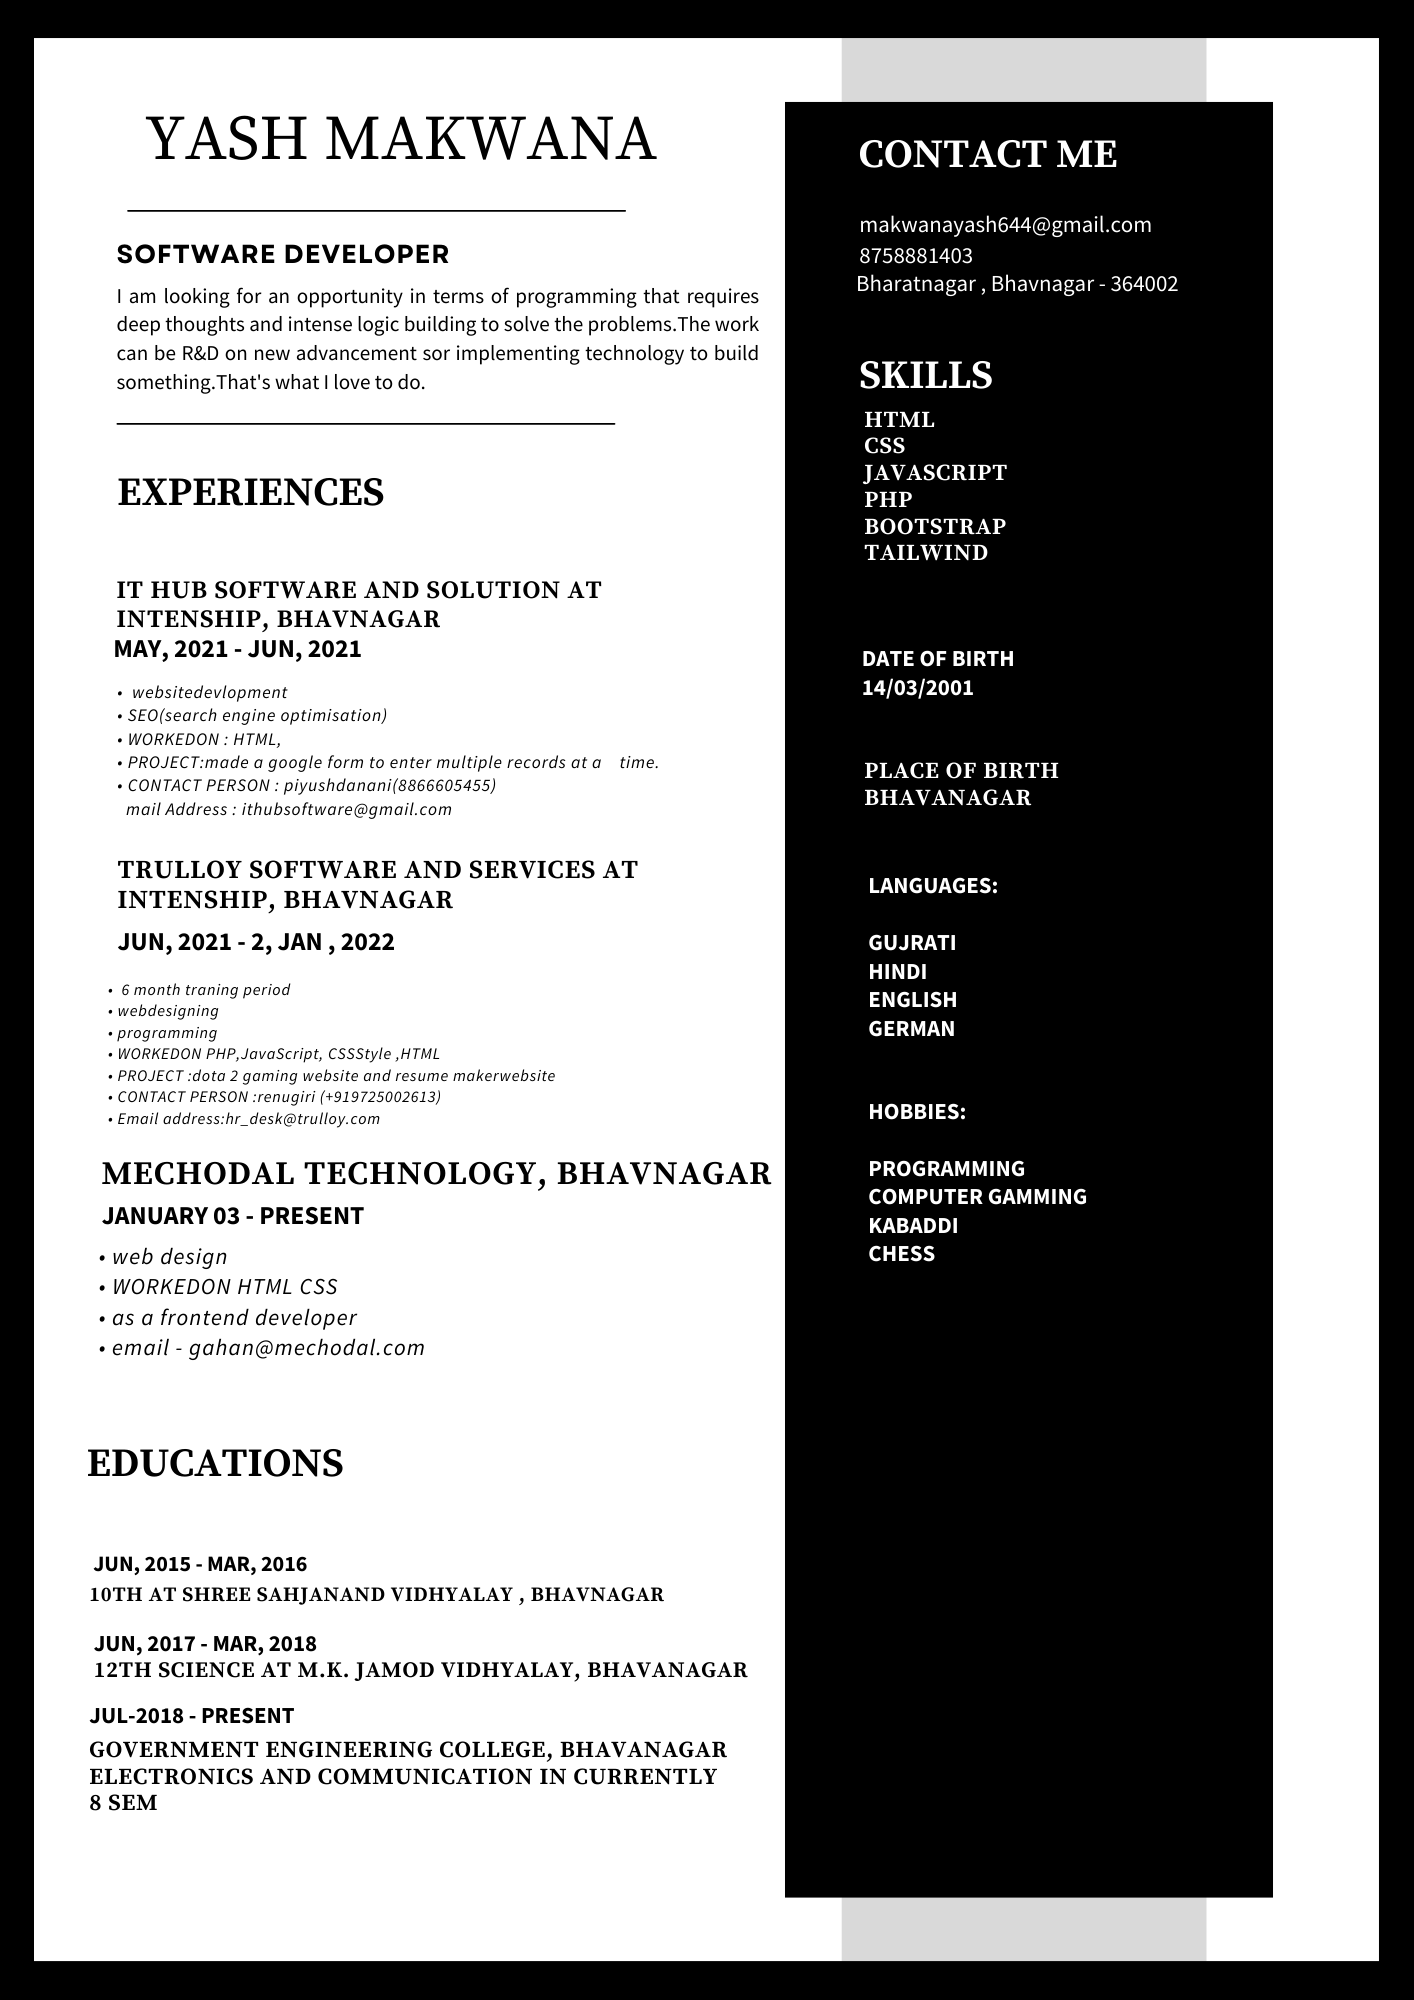 YASH MAKWANA
SOFTWARE DEVELOPER
I am looking for an opportunity in terms of programming that requires
deep thoughts and intense logic building to solve the problems.The work
can be R&D on new advancement sor implementing technology to build
something.That's what I love to do.
EXPERIENCES
IT HUB SOFTWARE AND SOLUTION AT
INTENSHIP, BHAVNAGAR
MAY, 2021 - JUN, 2021
• websitedevlopment
• SEO(search engine optimisation)
• WORKEDON : HTML,
• PROJECT:made a google form to enter multiple records at a time.
• CONTACT PERSON : piyushdanani(8866605455)
mail Address : ithubsoftware@gmail.com
TRULLOY SOFTWARE AND SERVICES AT
INTENSHIP, BHAVNAGAR
JUN, 2021 - 2, JAN , 2022
• 6 month traning period
• webdesigning
• programming
• WORKEDON PHP,JavaScript, CSSStyle ,HTML
• PROJECT :dota 2 gaming website and resume makerwebsite
• CONTACT PERSON :renugiri (+919725002613)
• Email address:hr_desk@trulloy.com
MECHODAL TECHNOLOGY, BHAVNAGAR
JANUARY 03 - PRESENT
• web design
• WORKEDON HTML CSS
• as a frontend developer
• email - gahan@mechodal.com
EDUCATIONS
JUN, 2015 - MAR, 2016
10TH AT SHREE SAHJANAND VIDHYALAY , BHAVNAGAR
JUN, 2017 - MAR, 2018
12TH SCIENCE AT M.K. JAMOD VIDHYALAY, BHAVANAGAR
JUL-2018 - PRESENT
GOVERNMENT ENGINEERING COLLEGE, BHAVANAGAR
ELECTRONICS AND COMMUNICATION IN CURRENTLY
8 SEM
CONTACT ME
makwanayash644@gmail.com
8758881403
Bharatnagar , Bhavnagar - 364002
SKILLS
HTML
CSS
JAVASCRIPT
PHP
BOOTSTRAP
TAILWIND
DATE OF BIRTH
14/03/2001
PLACE OF BIRTH
BHAVANAGAR
LANGUAGES:
GUJRATI
HINDI
ENGLISH
GERMAN
HOBBIES:
PROGRAMMING
COMPUTER GAMMING
KABADDI
CHESS